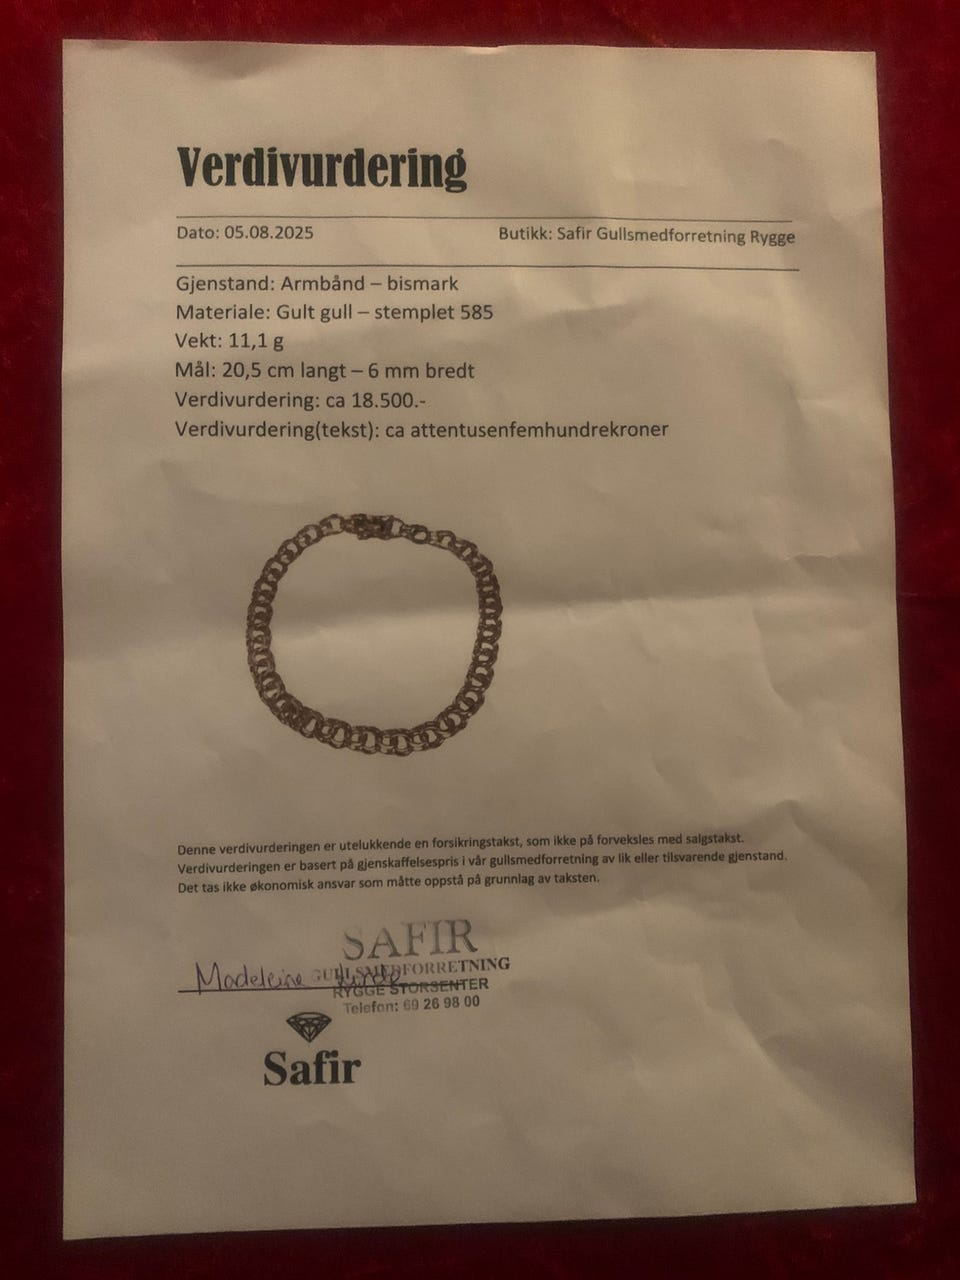 Verdivurdering
Dato: 05.08.2025 Butikk: Safir Gullsmedforretning Rygge
Gjenstand: Armbånd – bismark
Materiale: Gult gull – stemplet 585
Vekt: 11,1 g
Mål: 20,5 cm langt – 6 mm bredt
Verdivurdering: ca 18.500.-
Verdivurdering(tekst): ca attentusenfemhundrekroner
Denne verdivurderingen er utelukkende en forsikringstakst, som ikke på forveksles med salgstakst.
Verdivurderingen er basert på gjenskaffelsespris i vår gullsmedforretning av lik eller tilsvarende gjenstand.
Det tas ikke økonomisk ansvar som måtte oppstå på grunnlag av taksten.
SAFIR
GULLSMEDFORRETNING
Madeleine
RYGGE STORSENTER
Telefon: 69 26 98 00
Safir